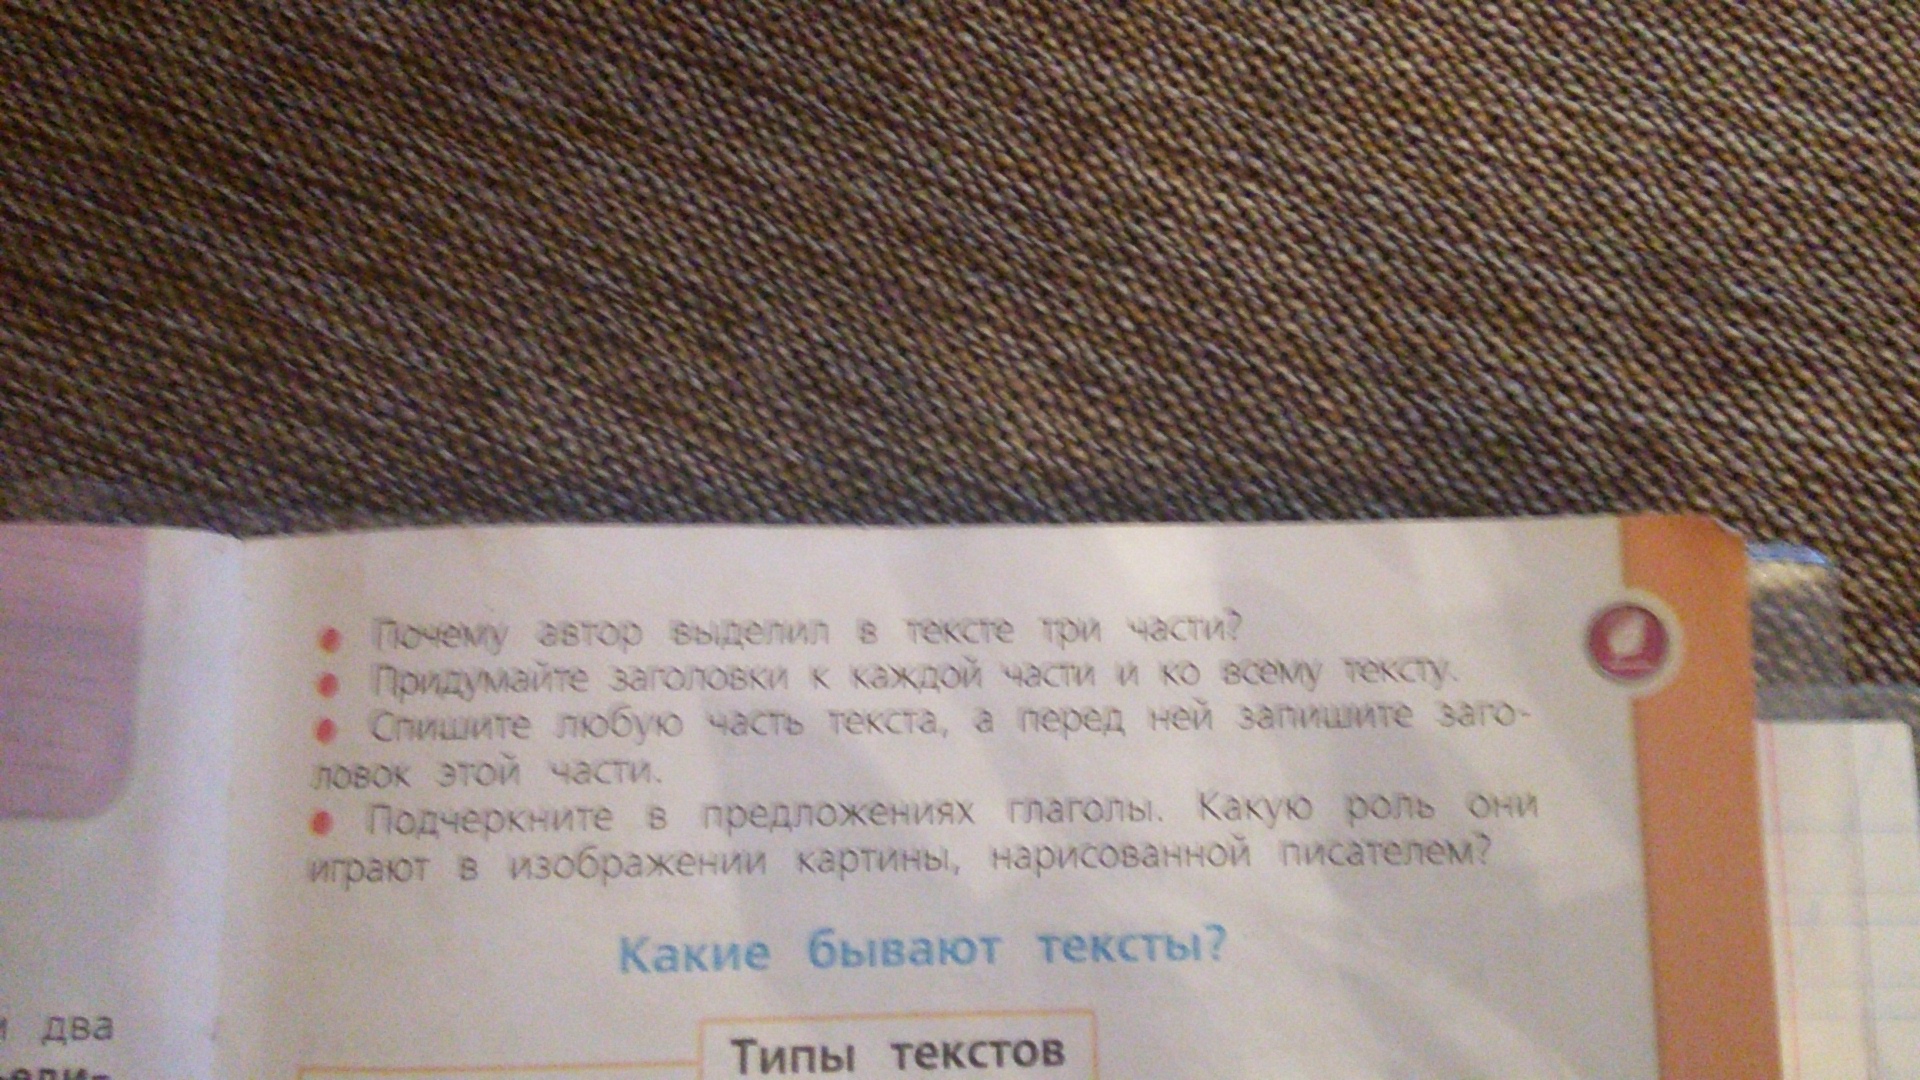 два
• Почему автор выделил в тексте три части?
• Придумайте заголовки к каждой части и ко всему тексту.
• Спишите любую часть текста, а перед ней запишите заго-
ловок этой части.
• Подчеркните в предложениях глаголы. Какую роль они
играют в изображении картины, нарисованной писателем?
Какие бывают тексты?
Типы текстов